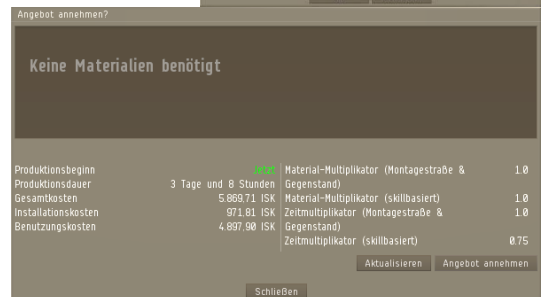 Angebot annehmen?
Keine Materialien benötigt
Produktionsbeginn Jetzt
Produktionsdauer 3 Tage und 8 Stunden
Gesamtkosten 5.869,71 ISK
Installationskosten 971,81 ISK
Benutzungskosten 4.897,90 ISK
Material-Multiplikator (Montagestraße & Gegenstand) 1.0
Material-Multiplikator (skillbasiert) 1.0
Zeitmultiplikator (Montagestraße & Gegenstand) 1.0
Zeitmultiplikator (skillbasiert) 0.75
Aktualisieren Angebot annehmen
Schließen